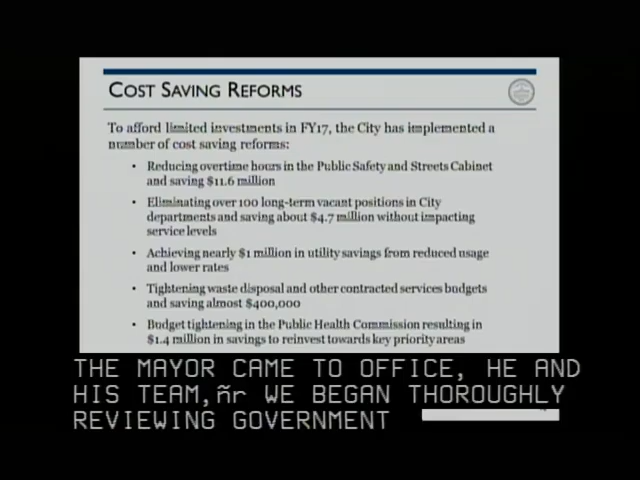 COST SAVING REFORMS
To afford limited investments in FY17, the City has implemented a
number of cost saving reforms:
• Reducing overtime hours in the Public Safety and Streets Cabinet
and saving $11.6 million
• Eliminating over 100 long-term vacant positions in City
departments and saving about $4.7 million without impacting
service levels
• Achieving nearly $1 million in utility savings from reduced usage
and lower rates
• Tightening waste disposal and other contracted services budgets
and saving almost $400,000
• Budget tightening in the Public Health Commission resulting in
$1.4 million in savings to reinvest towards key priority areas
THE MAYOR CAME TO OFFICE, HE AND
HIS TEAM,ñr WE BEGAN THOROUGHLY
REVIEWING GOVERNMENT